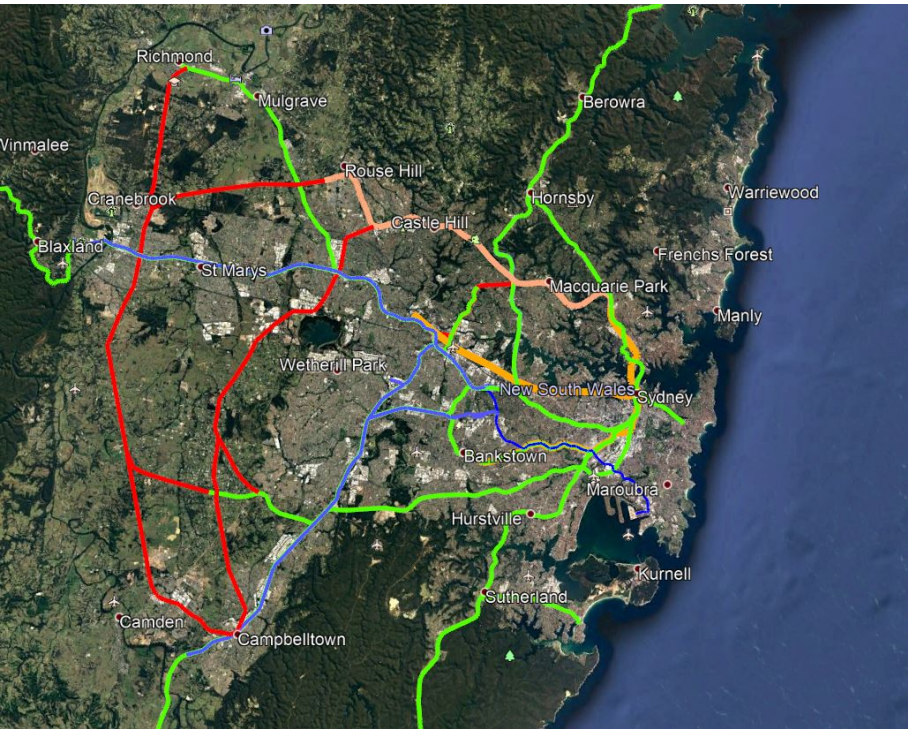 Richmond
Mulgrave
Berowra
Winmalee
Rouse Hill
Cranebrook
Hornsby
Warriewood
Castle Hill
Blaxland
St Marys
Frenchs Forest
Macquarie Park
Manly
Wetherill Park
New South Wales
Sydney
Bankstown
Maroubra
Hurstville
Kurnell
Sutherland
Camden
Campbelltown